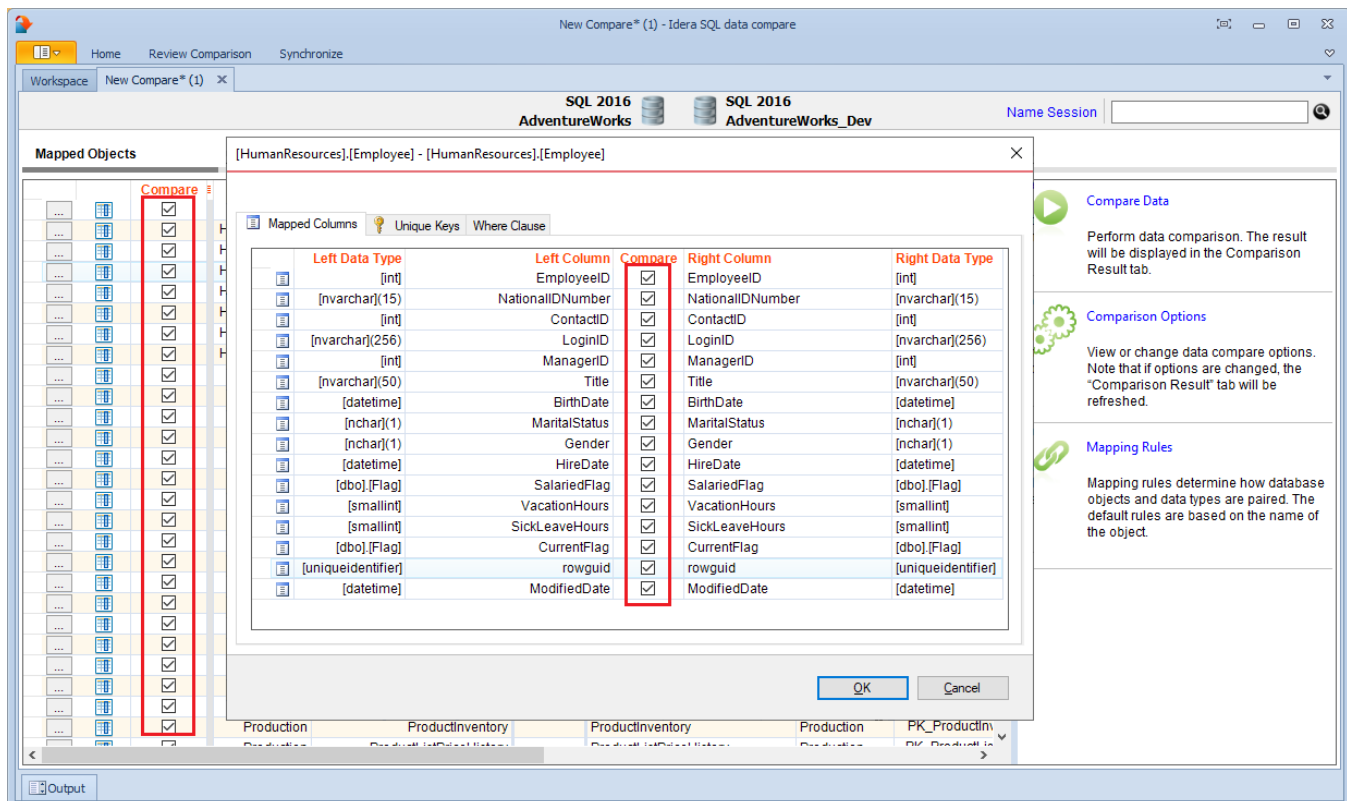 New Compare* (1) - Idera SQL data compare
Home Review Comparison Synchronize
Workspace New Compare* (1)
SQL 2016 SQL 2016
AdventureWorks AdventureWorks_Dev
Name Session
Mapped Objects
Compare
[HumanResources].[Employee] - [HumanResources].[Employee]
Mapped Columns Unique Keys Where Clause
Left Data Type Left Column Compare Right Column Right Data Type
[int] EmployeeID EmployeeID [int]
[nvarchar](15) NationalIDNumber NationalIDNumber [nvarchar](15)
[int] ContactID ContactID [int]
[nvarchar](256) LoginID LoginID [nvarchar](256)
[int] ManagerID ManagerID [int]
[nvarchar](50) Title Title [nvarchar](50)
[datetime] BirthDate BirthDate [datetime]
[nchar](1) MaritalStatus MaritalStatus [nchar](1)
[nchar](1) Gender Gender [nchar](1)
[datetime] HireDate HireDate [datetime]
[dbo].[Flag] SalariedFlag SalariedFlag [dbo].[Flag]
[smallint] VacationHours VacationHours [smallint]
[smallint] SickLeaveHours SickLeaveHours [smallint]
[dbo].[Flag] CurrentFlag CurrentFlag [dbo].[Flag]
[uniqueidentifier] rowguid rowguid [uniqueidentifier]
[datetime] ModifiedDate ModifiedDate [datetime]
OK Cancel
Production ProductInventory ProductInventory Production
Compare Data
Perform data comparison. The result
will be displayed in the Comparison
Result tab.
Comparison Options
View or change data compare options.
Note that if options are changed, the
“Comparison Result” tab will be
refreshed.
Mapping Rules
Mapping rules determine how database
objects and data types are paired. The
default rules are based on the name of
the object.
Output